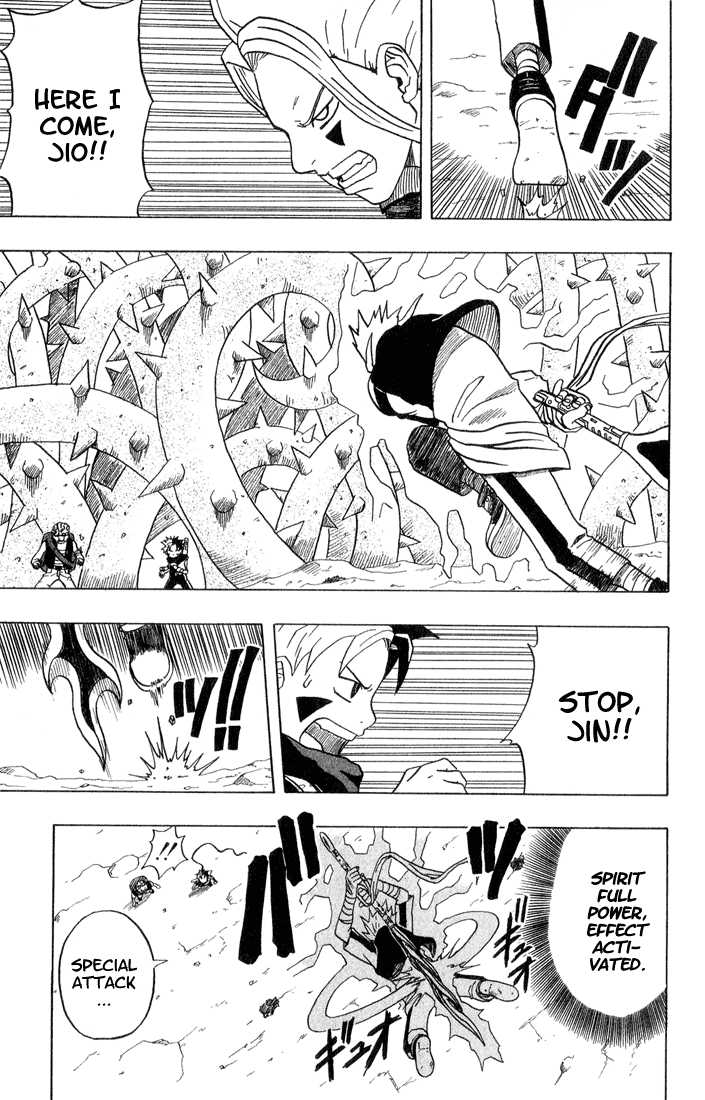 ダッ!!
HERE I
COME,
JIO!!
STOP,
JIN!!
!!
SPIRIT
FULL
POWER,
EFFECT
ACTI-
VATED.
ギュオ
ギュオ
!!
SPECIAL
ATTACK
...